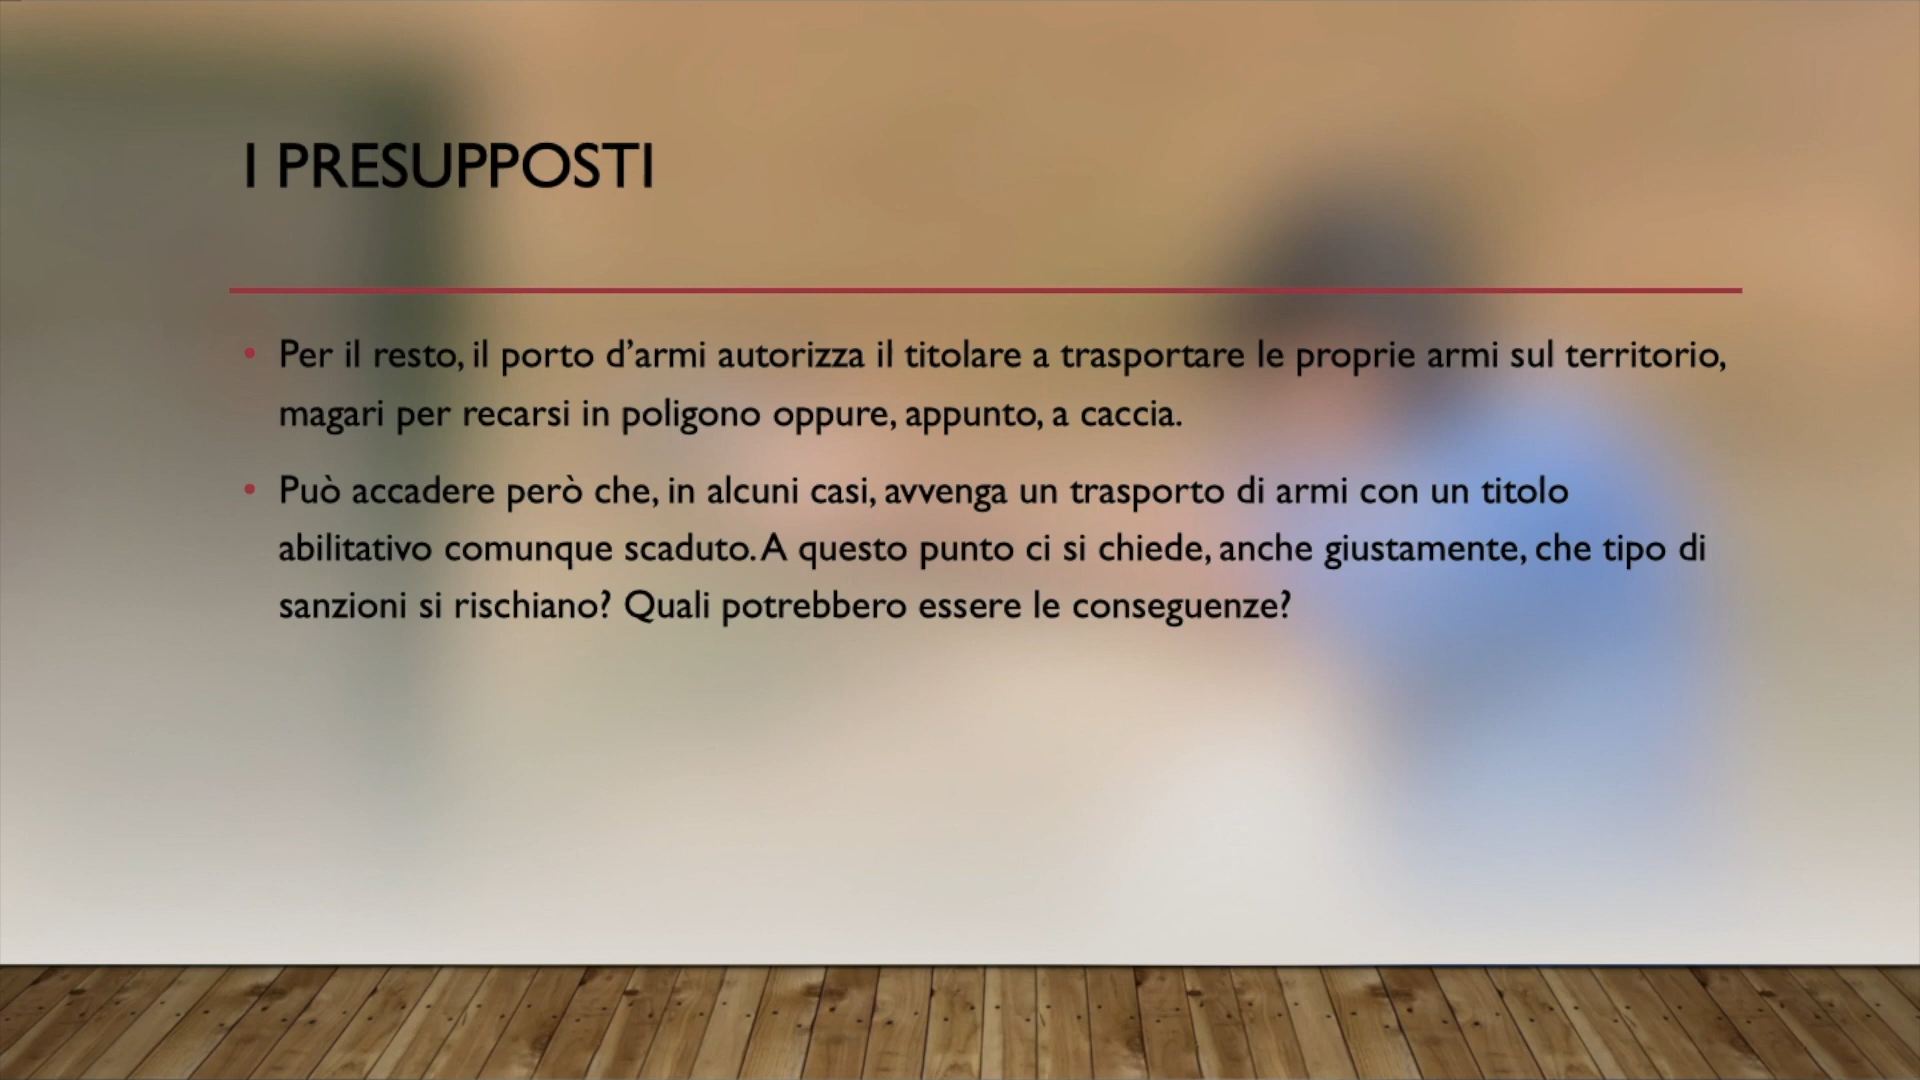 I PRESUPPOSTI
• Per il resto, il porto d’armi autorizza il titolare a trasportare le proprie armi sul territorio,
magari per recarsi in poligono oppure, appunto, a caccia.
• Può accadere però che, in alcuni casi, avvenga un trasporto di armi con un titolo
abilitativo comunque scaduto. A questo punto ci si chiede, anche giustamente, che tipo di
sanzioni si rischiano? Quali potrebbero essere le conseguenze?